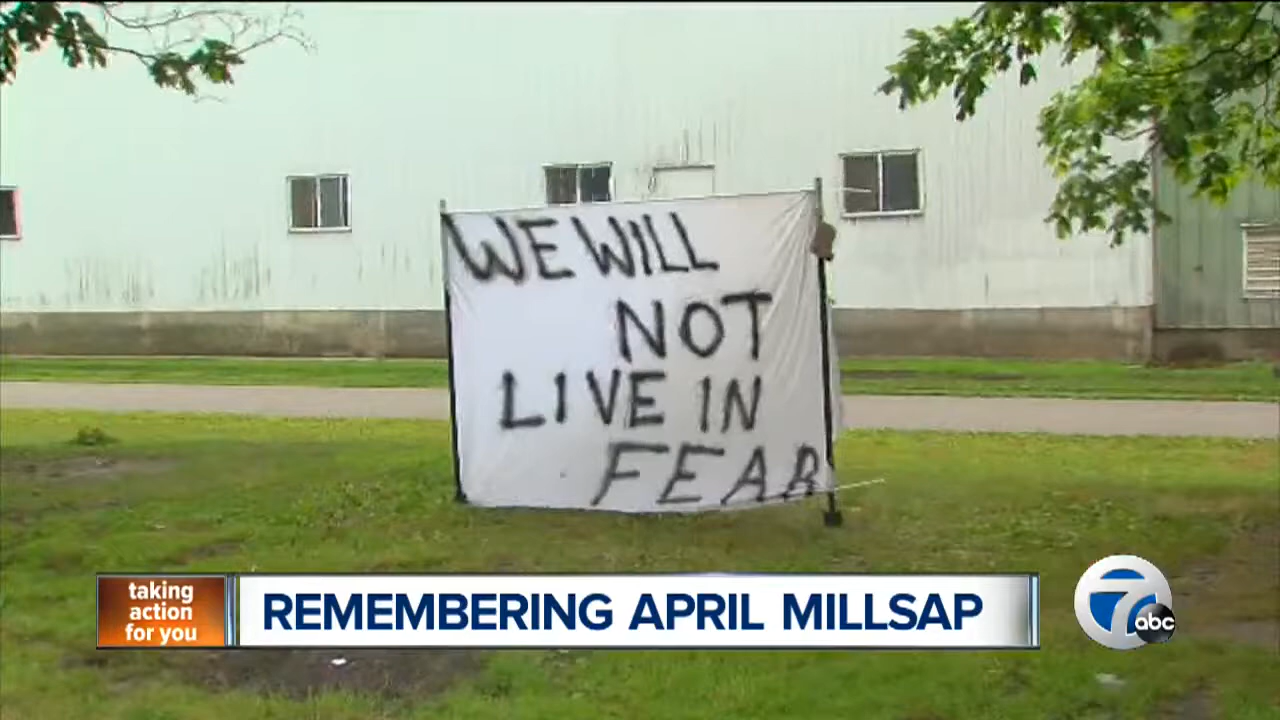 WE WILL
NOT
LIVE IN
FEAR
taking
action
for you
REMEMBERING APRIL MILLSAP
7
abc